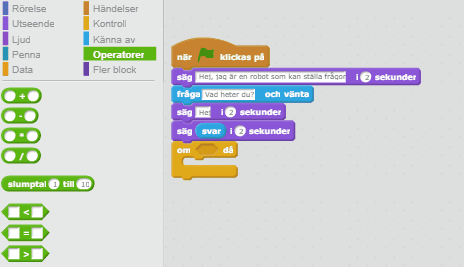 Rörelse
Utseende
Ljud
Penna
Data
Händelser
Kontroll
Känna av
Operatorer
Fler block
+
-
*
/
slumptal 1 till 10
<
=
>
när klickas på
säg Hej, jag är en robot som kan ställa frågor i 2 sekunder
fråga Vad heter du? och vänta
säg Hej i 2 sekunder
säg svar i 2 sekunder
om då